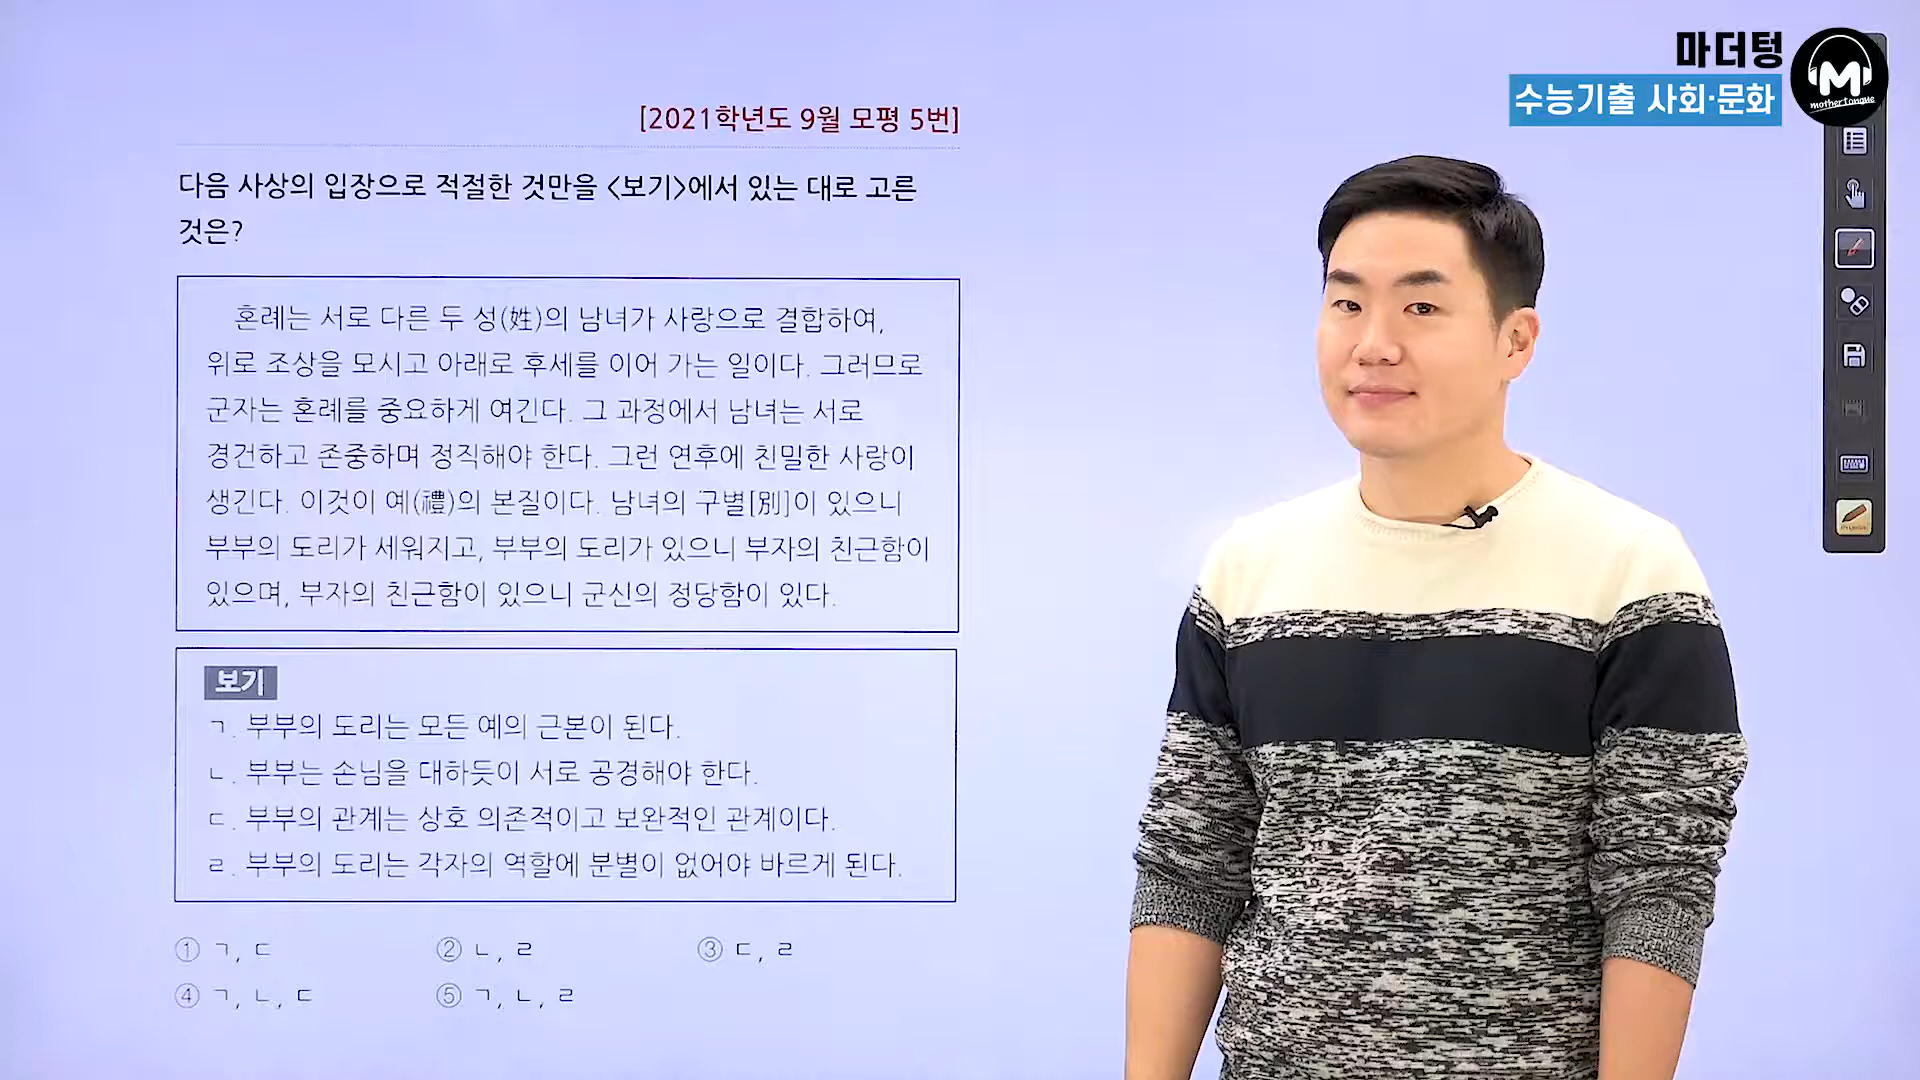 마더텅
수능기출 사회·문화
M
mothertongue
[2021학년도 9월 모평 5번]
다음 사상의 입장으로 적절한 것만을 <보기>에서 있는 대로 고른
것은?
혼례는 서로 다른 두 성(姓)의 남녀가 사랑으로 결합하여,
위로 조상을 모시고 아래로 후세를 이어 가는 일이다. 그러므로
군자는 혼례를 중요하게 여긴다. 그 과정에서 남녀는 서로
경건하고 존중하며 정직해야 한다. 그런 연후에 친밀한 사랑이
생긴다. 이것이 예(禮)의 본질이다. 남녀의 구별[別]이 있으니
부부의 도리가 세워지고, 부부의 도리가 있으니 부자의 친근함이
있으며, 부자의 친근함이 있으니 군신의 정당함이 있다.
보기
ㄱ. 부부의 도리는 모든 예의 근본이 된다.
ㄴ. 부부는 손님을 대하듯이 서로 공경해야 한다.
ㄷ. 부부의 관계는 상호 의존적이고 보완적인 관계이다.
ㄹ. 부부의 도리는 각자의 역할에 분별이 없어야 바르게 된다.
① ㄱ, ㄷ ② ㄴ, ㄹ ③ ㄷ, ㄹ
④ ㄱ, ㄴ, ㄷ ⑤ ㄱ, ㄴ, ㄹ